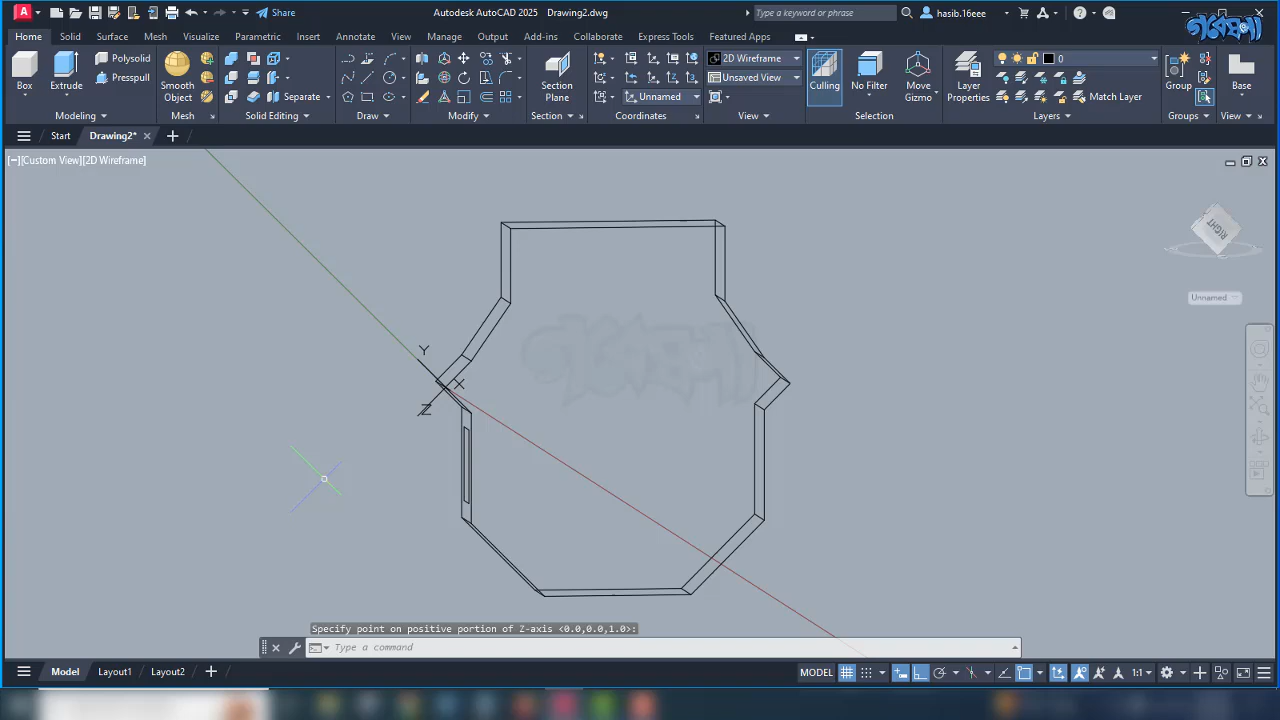 Autodesk AutoCAD 2025 Drawing2.dwg
Share
Type a keyword or phrase
hasib.16eee
গবেষণা
Home Solid Surface Mesh Visualize Parametric Insert Annotate View Manage Output Add-ins Collaborate Express Tools Featured Apps
Box
Extrude
Polysolid
Presspull
Smooth
Object
Separate
Section
Plane
Unnamed
2D Wireframe
Unsaved View
Culling
No Filter
Move
Gizmo
Layer
Properties
0
Match Layer
Group
Base
Modeling
Mesh
Solid Editing
Draw
Modify
Section
Coordinates
View
Selection
Layers
Groups
View
Start
Drawing2*
[−][Custom View][2D Wireframe]
RIGHT
Unnamed
গবেষণা
Y
X
Z
Specify point on positive portion of Z-axis <0.0,0.0,1.0>:
Type a command
Model Layout1 Layout2
MODEL
1:1